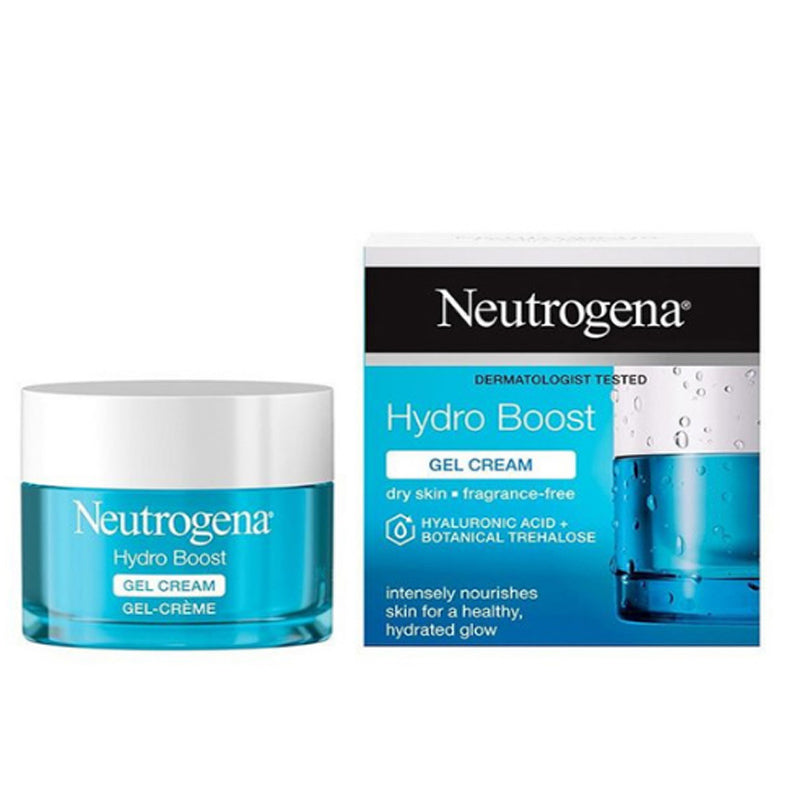 Neutrogena®
Hydro Boost
GEL CREAM
GEL-CRÈME
Neutrogena®
DERMATOLOGIST TESTED
Hydro Boost
GEL CREAM
dry skin ▪ fragrance-free
HYALURONIC ACID +
BOTANICAL TREHALOSE
intensely nourishes
skin for a healthy,
hydrated glow